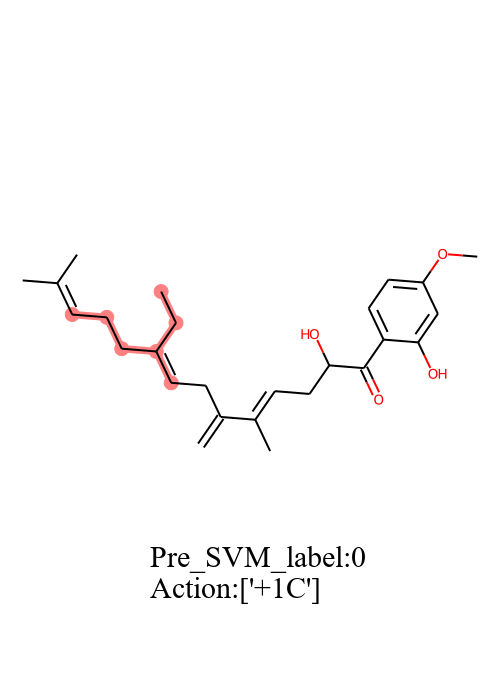 O
HO
OH
O
Pre_SVM_label:0
Action:['+1C']